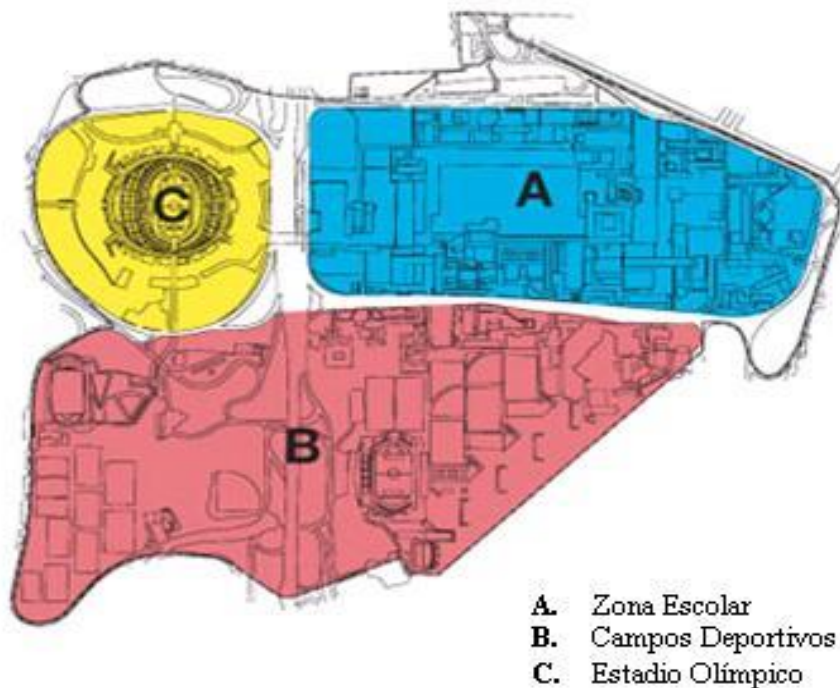 A
C
B
A. Zona Escolar
B. Campos Deportivos
C. Estadio Olímpico